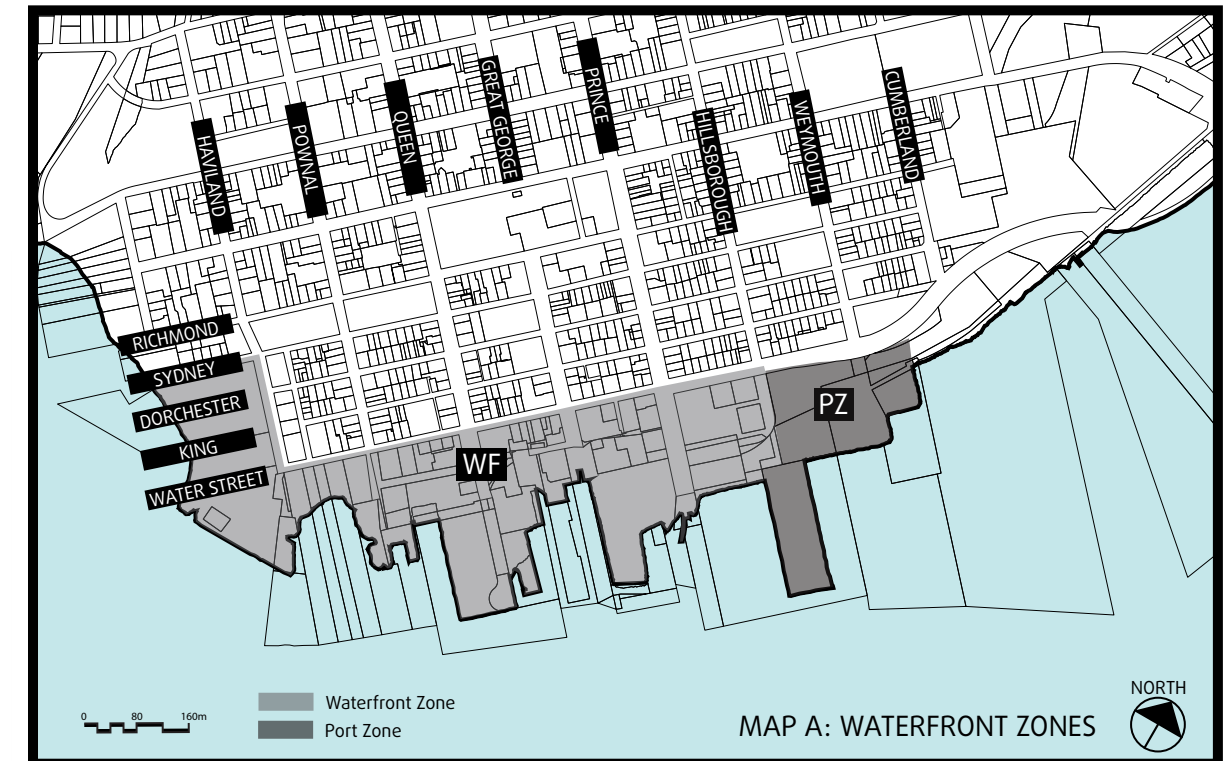 HAVILAND
POWNAL
QUEEN
GREAT GEORGE
PRINCE
HILLSBOROUGH
WEYMOUTH
CUMBERLAND
RICHMOND
SYDNEY
DORCHESTER
KING
WATER STREET
WF
PZ
0 80 160m
Waterfront Zone
Port Zone
MAP A: WATERFRONT ZONES
NORTH